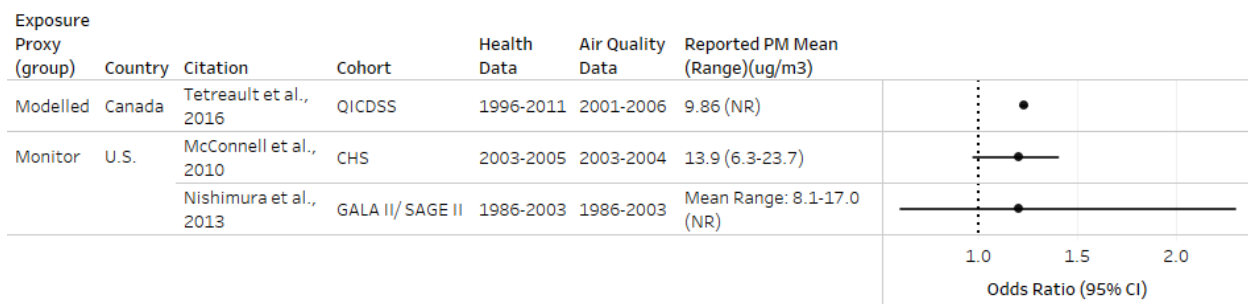 Exposure
Proxy
(group) Country Citation Cohort Health Data Air Quality Data Reported PM Mean (Range)(ug/m3)
Modelled Canada Tetreault et al., 2016 QICDSS 1996-2011 2001-2006 9.86 (NR)
Monitor U.S. McConnell et al., 2010 CHS 2003-2005 2003-2004 13.9 (6.3-23.7)
Nishimura et al., 2013 GALA II/ SAGE II 1986-2003 1986-2003 Mean Range: 8.1-17.0 (NR)
1.0 1.5 2.0
Odds Ratio (95% CI)